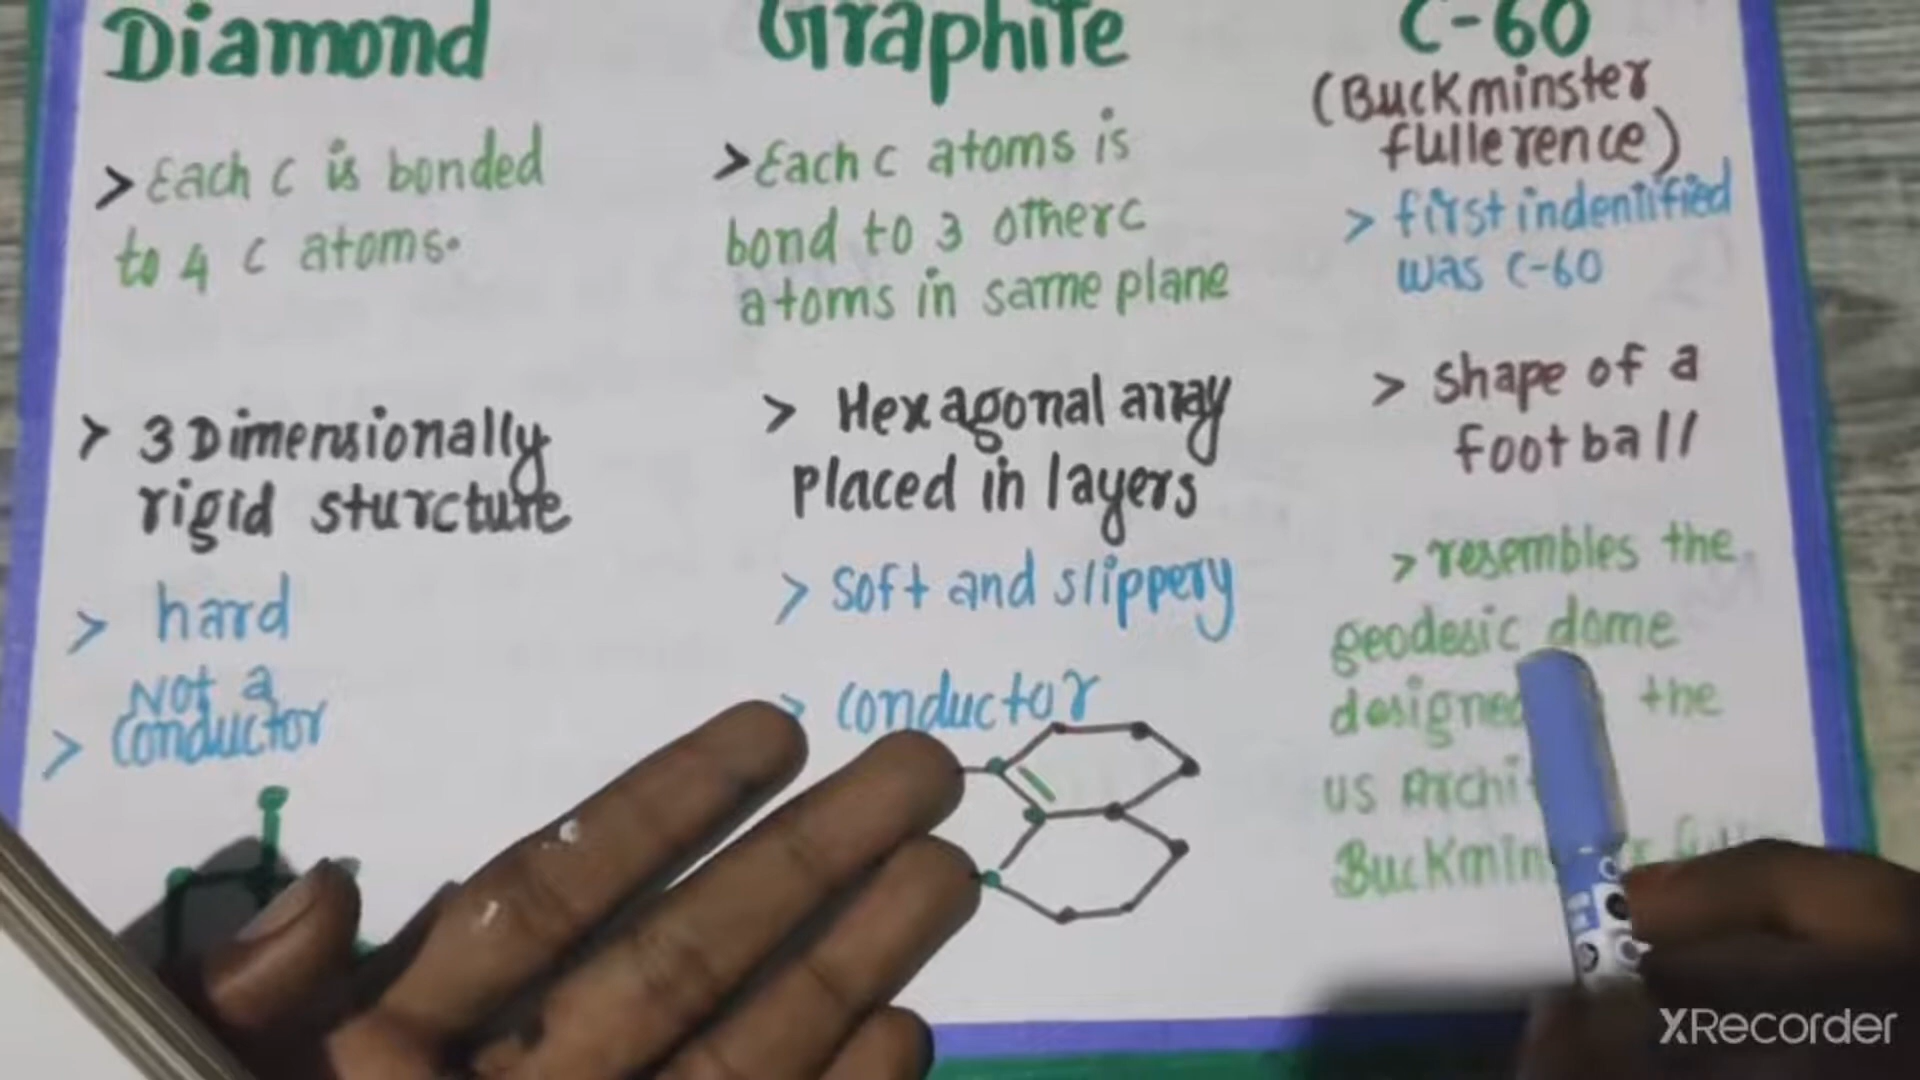 Diamond
> Each C is bonded
to 4 C atoms.
> 3 Dimensionally
rigid sturcture
> hard
Not a
> Conductor
Graphite
> Each C atoms is
bond to 3 other C
atoms in same plane
> Hexagonal array
placed in layers
> Soft and slippery
> conductor
C-60
(Buckminster
fullerence)
> first indentified
was C-60
> shape of a
football
> resembles the
geodesic dome
the
US
XRecorder